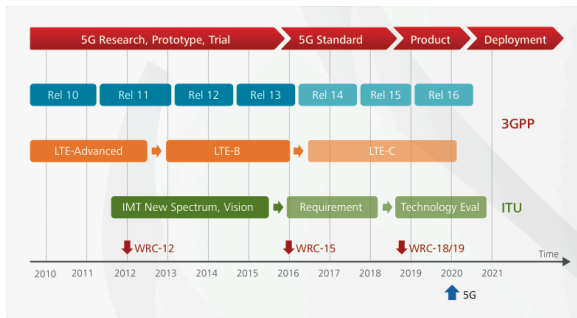 5G Research, Prototype, Trial 5G Standard Product Deployment
Rel 10 Rel 11 Rel 12 Rel 13 Rel 14 Rel 15 Rel 16
3GPP
LTE-Advanced LTE-B LTE-C
IMT New Spectrum, Vision Requirement Technology Eval ITU
WRC-12 WRC-15 WRC-18/19
Time
2010 2011 2012 2013 2014 2015 2016 2017 2018 2019 2020 2021
5G